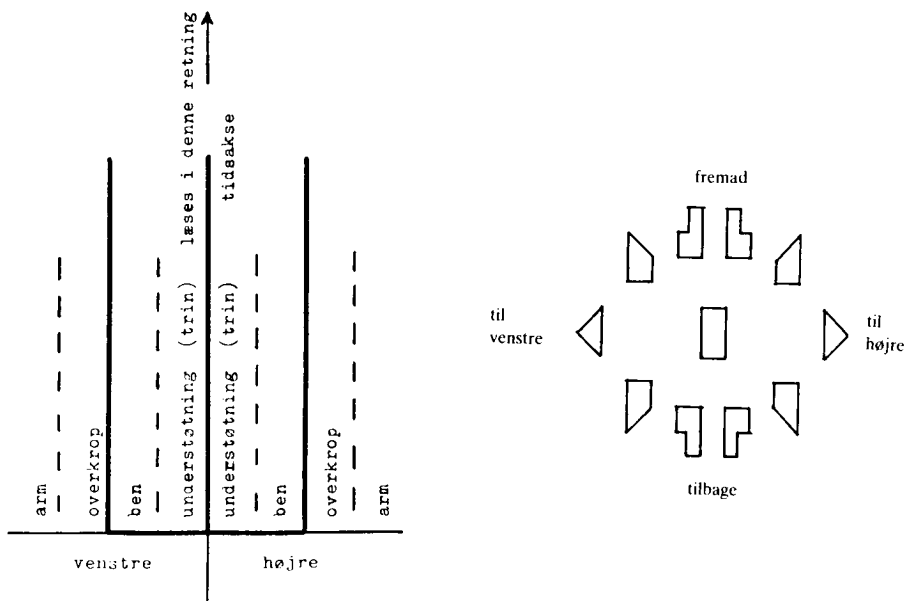 arm
overkrop
ben
understøtning (trin)
læses i denne retning
understøtning (trin)
tidsakse
ben
overkrop
arm
venstre
højre
fremad
til
venstre
til
højre
tilbage